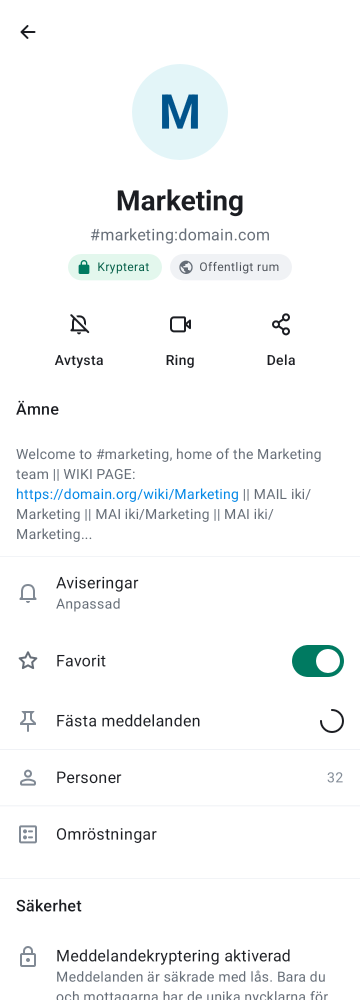 M
Marketing
#marketing:domain.com
Krypterat
Offentligt rum
Avtysta
Ring
Dela
Ämne
Welcome to #marketing, home of the Marketing
team || WIKI PAGE:
https://domain.org/wiki/Marketing || MAIL iki/
Marketing || MAI iki/Marketing || MAI iki/
Marketing...
Aviseringar
Anpassad
Favorit
Fästa meddelanden
Personer
32
Omröstningar
Säkerhet
Meddelandekryptering aktiverad
Meddelanden är säkrade med lås. Bara du
och mottagarna har de unika nycklarna för